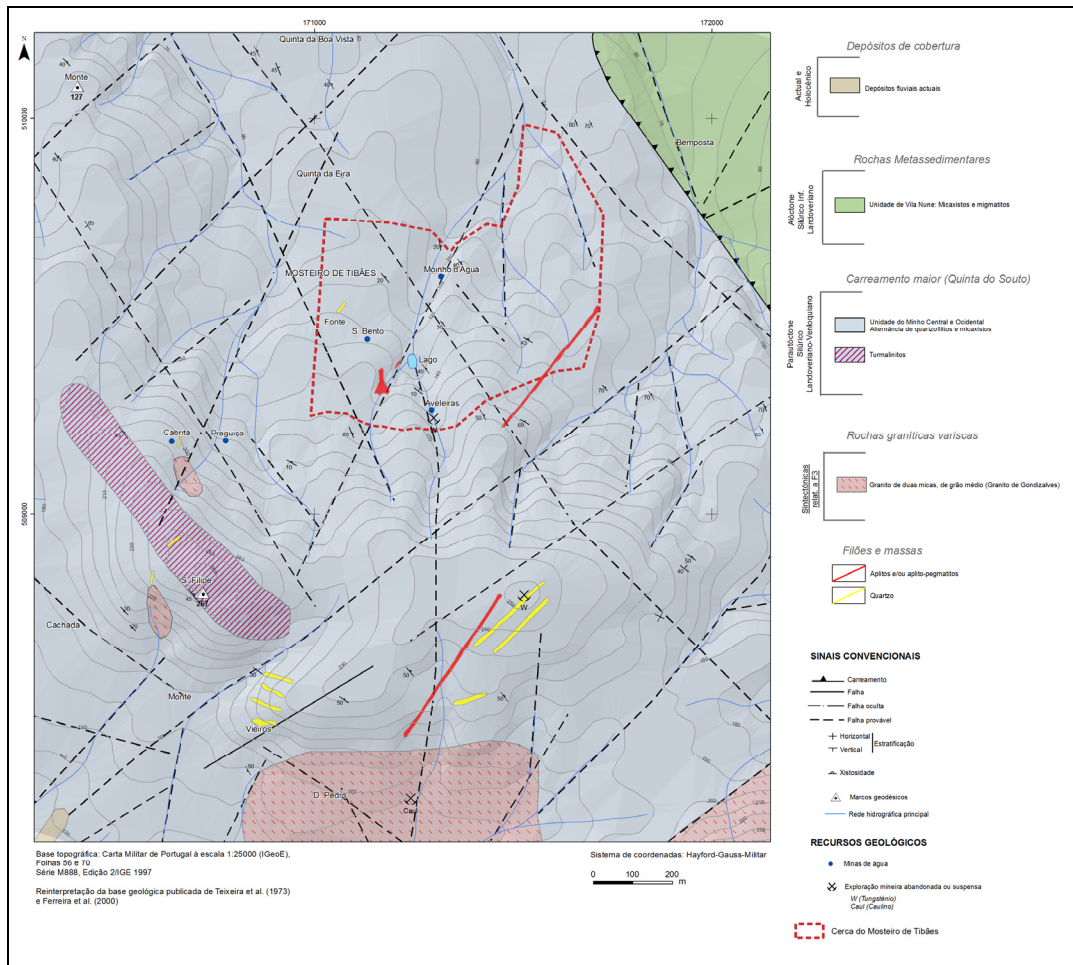 171000
172000
N
510000
509000
Quinta da Boa Vista
Monte
127
Bemposta
Quinta da Eira
MOSTEIRO DE TIBÃES
Moinho d'Agua
Fonte
S. Bento
Lago
Aveleiras
Cabrita
Preguiça
S. Filipe
267
W
Cachada
Monte
Vieiros
D. Pedro
Caul
Depósitos de cobertura
Actual e
Holocénico
Depósitos fluviais actuais
Rochas Metassedimentares
Alóctone
Silúrico Inf.
Landoveriano
Unidade de Vila Nune: Micaxistos e migmatitos
Carreamento maior (Quinta do Souto)
Parautóctone
Silúrico
Landoveriano-Venloquiano
Unidade do Minho Central e Ocidental
Alternância de quartzofilitos e micaxistos
Turmalinitos
Rochas graníticas variscas
Sintectónicas
relat. a F3
Granito de duas micas, de grão médio (Granito de Gondizalves)
Filões e massas
Aplitos e/ou aplito-pegmatitos
Quartzo
SINAIS CONVENCIONAIS
Carreamento
Falha
Falha oculta
Falha provável
Horizontal
Vertical
Estratificação
Xistosidade
Marcos geodésicos
Rede hidrográfica principal
RECURSOS GEOLÓGICOS
Minas de água
Exploração mineira abandonada ou suspensa
W (Tungsténio)
Caul (Caulino)
Cerca do Mosteiro de Tibães
Base topográfica: Carta Militar de Portugal à escala 1:25000 (IGeoE),
Folhas 56 e 70
Série M888, Edição 2/IGE 1997
Reinterpretação da base geológica publicada de Teixeira et al. (1973)
e Ferreira et al. (2000)
Sistema de coordenadas: Hayford-Gauss-Militar
0 100 200
m